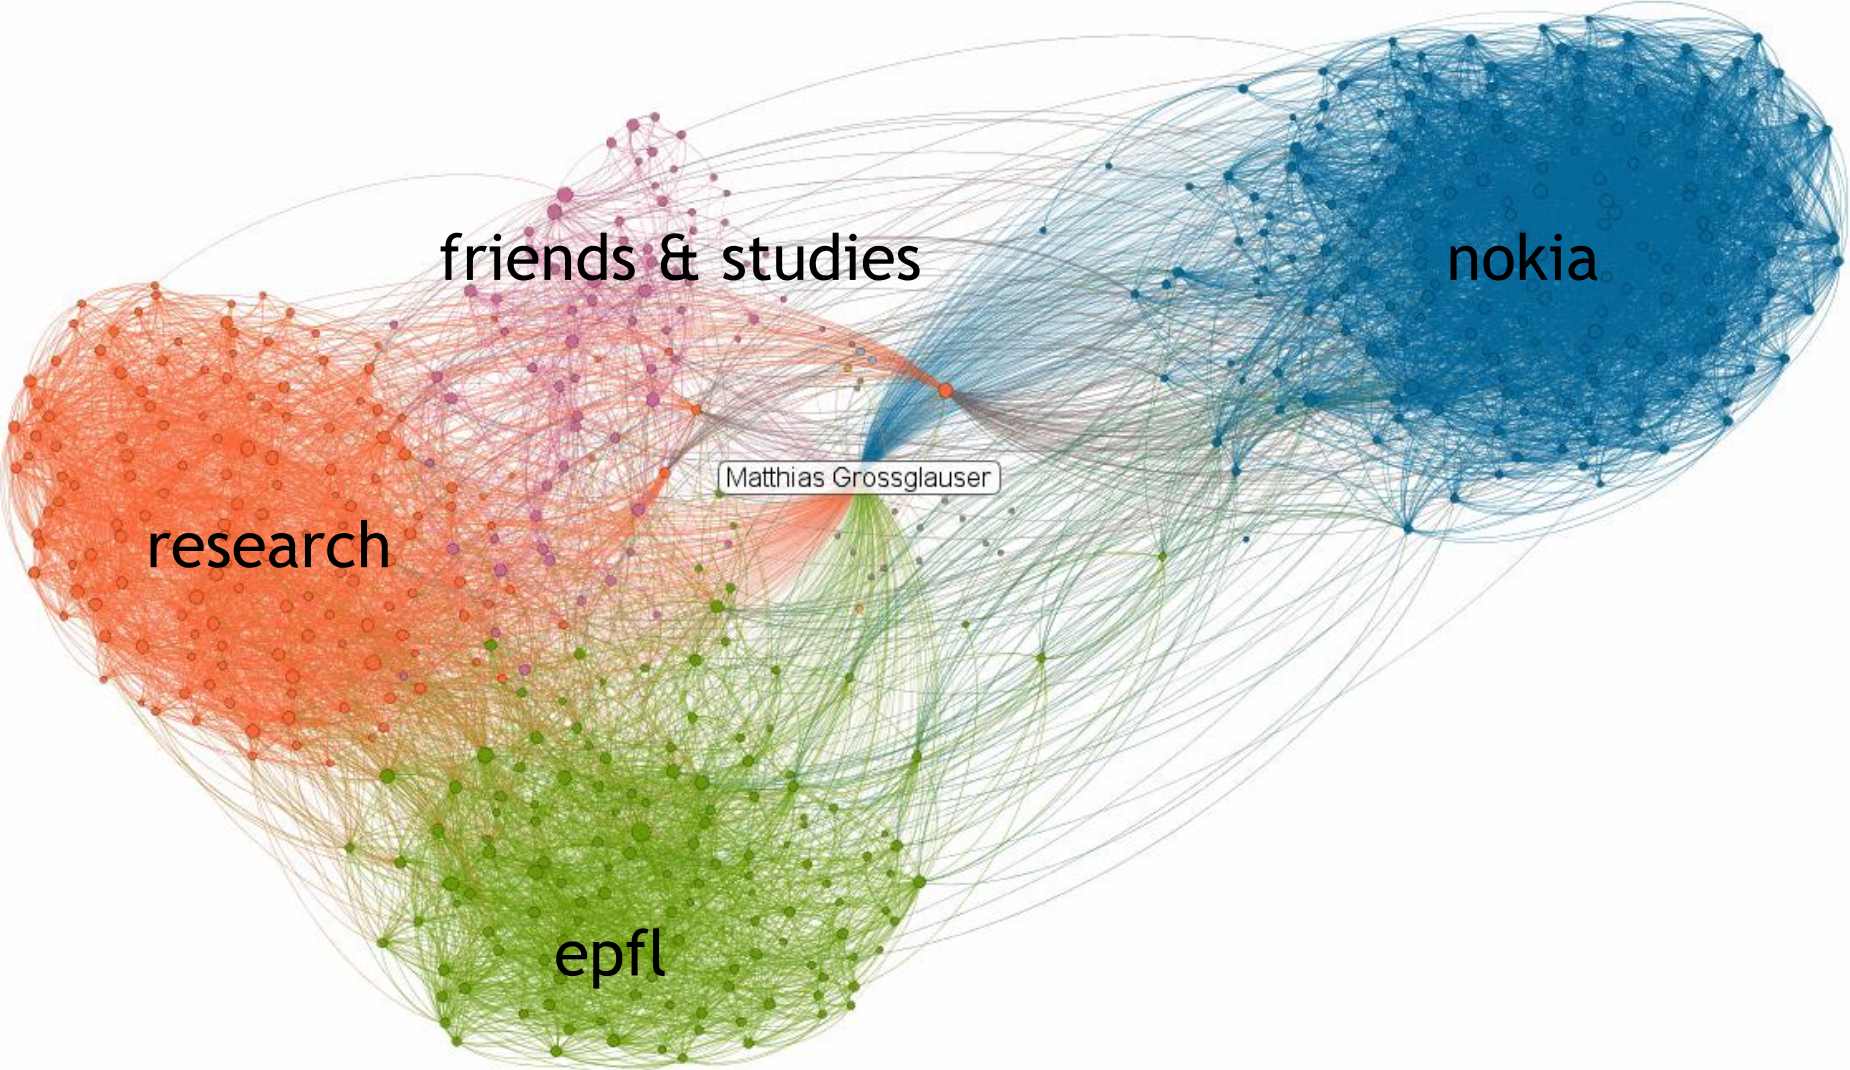 friends & studies
nokia
Matthias Grossglauser
research
epfl